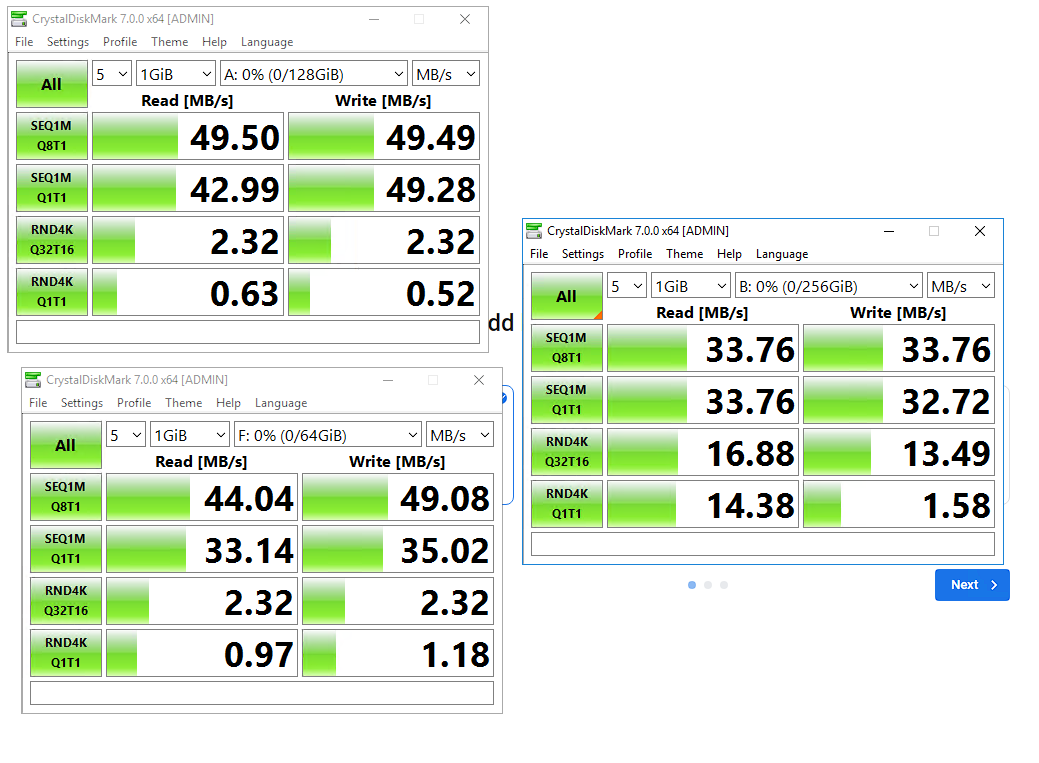 CrystalDiskMark 7.0.0 x64 [ADMIN]
File Settings Profile Theme Help Language
All 5 1GiB A: 0% (0/128GiB) MB/s
Read [MB/s] Write [MB/s]
SEQ1M
Q8T1 49.50 49.49
SEQ1M
Q1T1 42.99 49.28
RND4K
Q32T16 2.32 2.32
RND4K
Q1T1 0.63 0.52
dd
CrystalDiskMark 7.0.0 x64 [ADMIN]
File Settings Profile Theme Help Language
All 5 1GiB B: 0% (0/256GiB) MB/s
Read [MB/s] Write [MB/s]
SEQ1M
Q8T1 33.76 33.76
SEQ1M
Q1T1 33.76 32.72
RND4K
Q32T16 16.88 13.49
RND4K
Q1T1 14.38 1.58
Next
CrystalDiskMark 7.0.0 x64 [ADMIN]
File Settings Profile Theme Help Language
All 5 1GiB F: 0% (0/64GiB) MB/s
Read [MB/s] Write [MB/s]
SEQ1M
Q8T1 44.04 49.08
SEQ1M
Q1T1 33.14 35.02
RND4K
Q32T16 2.32 2.32
RND4K
Q1T1 0.97 1.18